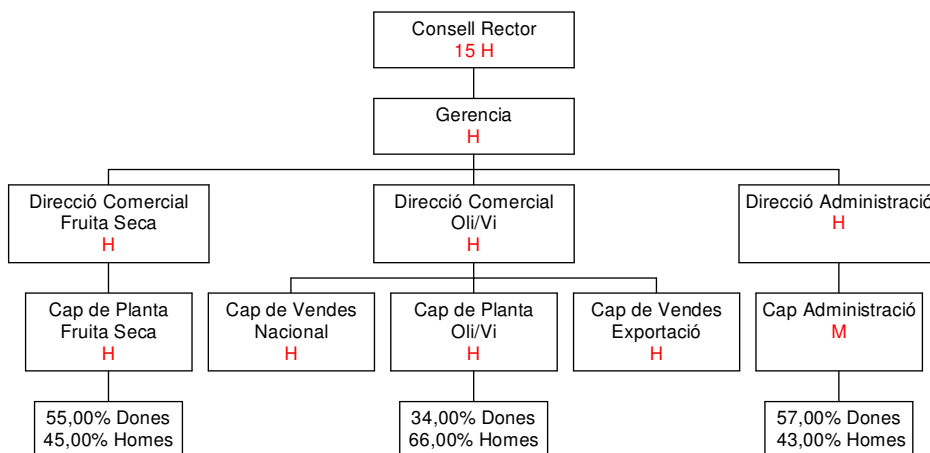 Consell Rector
15 H
Gerencia
H
Direcció Comercial
Fruita Seca
H
Direcció Comercial
Oli/Vi
H
Direcció Administració
H
Cap de Planta
Fruita Seca
H
Cap de Vendes
Nacional
H
Cap de Planta
Oli/Vi
H
Cap de Vendes
Exportació
H
Cap Administració
M
55,00% Dones
45,00% Homes
34,00% Dones
66,00% Homes
57,00% Dones
43,00% Homes